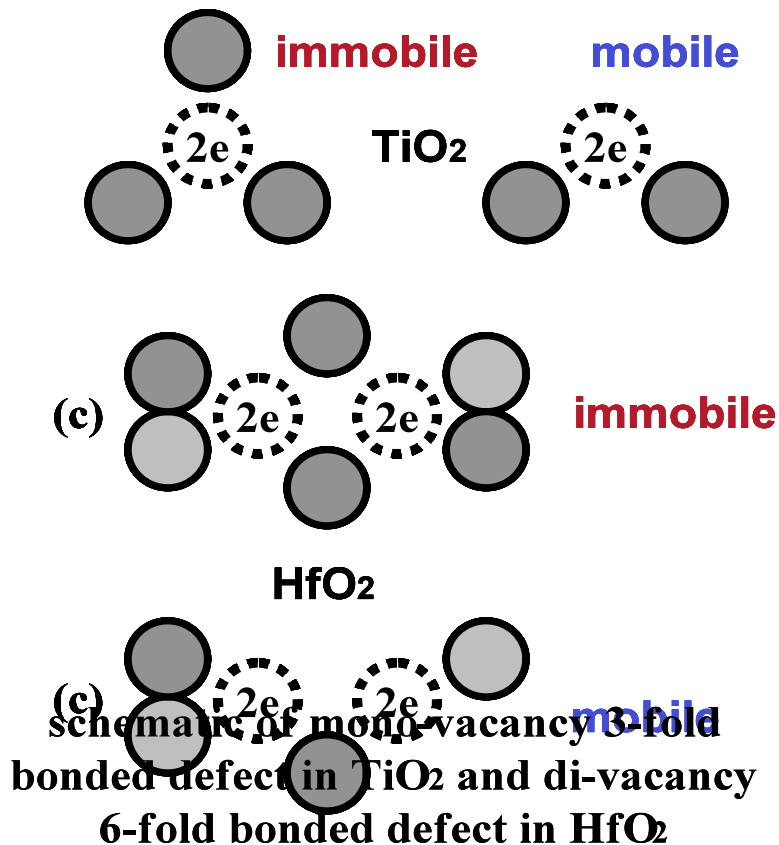 immobile mobile
2e TiO2 2e
(c) 2e 2e immobile
HfO2
(c) 2e 2e mobile
schematic of mono-vacancy 3-fold
bonded defect in TiO2 and di-vacancy
6-fold bonded defect in HfO2